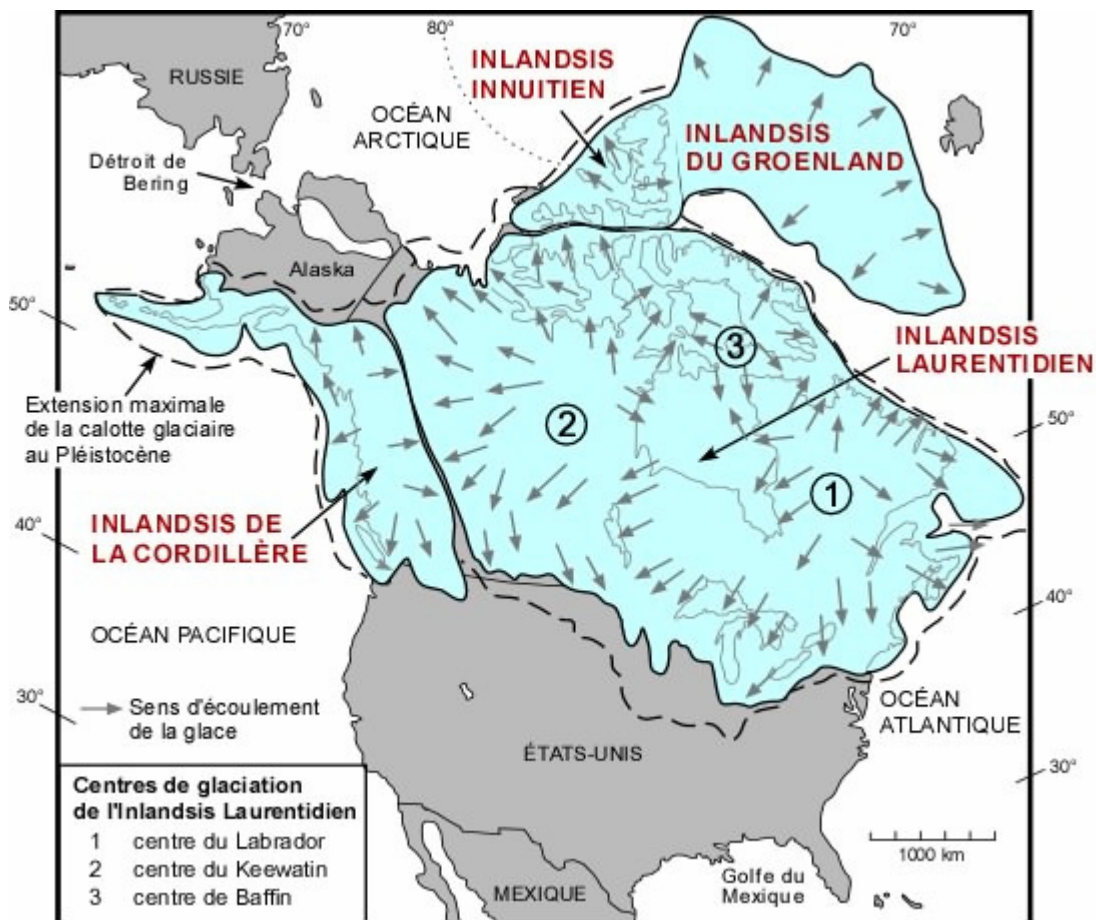 70°
80°
70°
RUSSIE
INLANDSIS
INNUITIEN
OCÉAN
ARCTIQUE
INLANDSIS
DU GROENLAND
Détroit de
Bering
Alaska
50°
3
INLANDSIS
LAURENTIDIEN
Extension maximale
de la calotte glaciaire
au Pléistocène
2
50°
1
INLANDSIS DE
LA CORDILLÈRE
40°
40°
OCÉAN PACIFIQUE
30°
Sens d'écoulement
de la glace
OCÉAN
ATLANTIQUE
ÉTATS-UNIS
30°
Centres de glaciation
de l'Inlandsis Laurentidien
1 centre du Labrador
2 centre du Keewatin
3 centre de Baffin
1000 km
MEXIQUE
Golfe du
Mexique